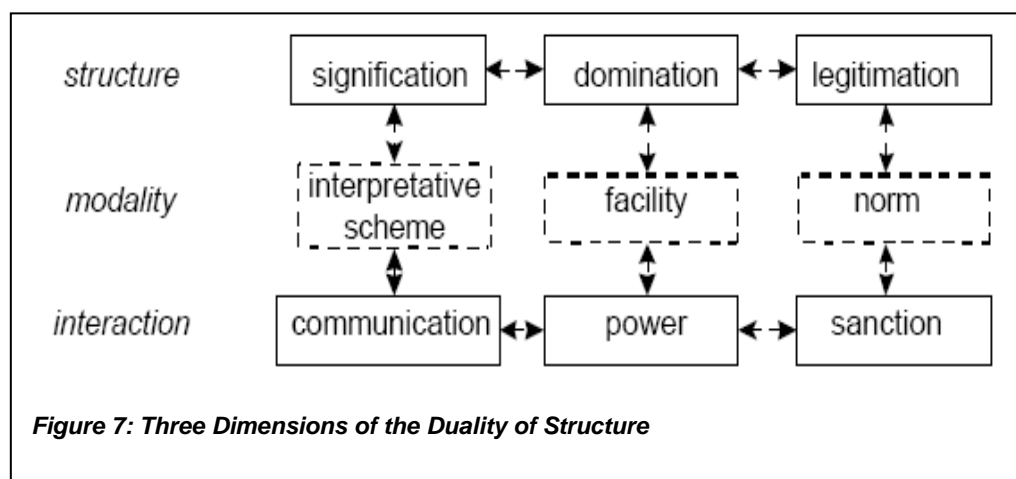 structure signification domination legitimation
modality interpretative scheme facility norm
interaction communication power sanction
Figure 7: Three Dimensions of the Duality of Structure